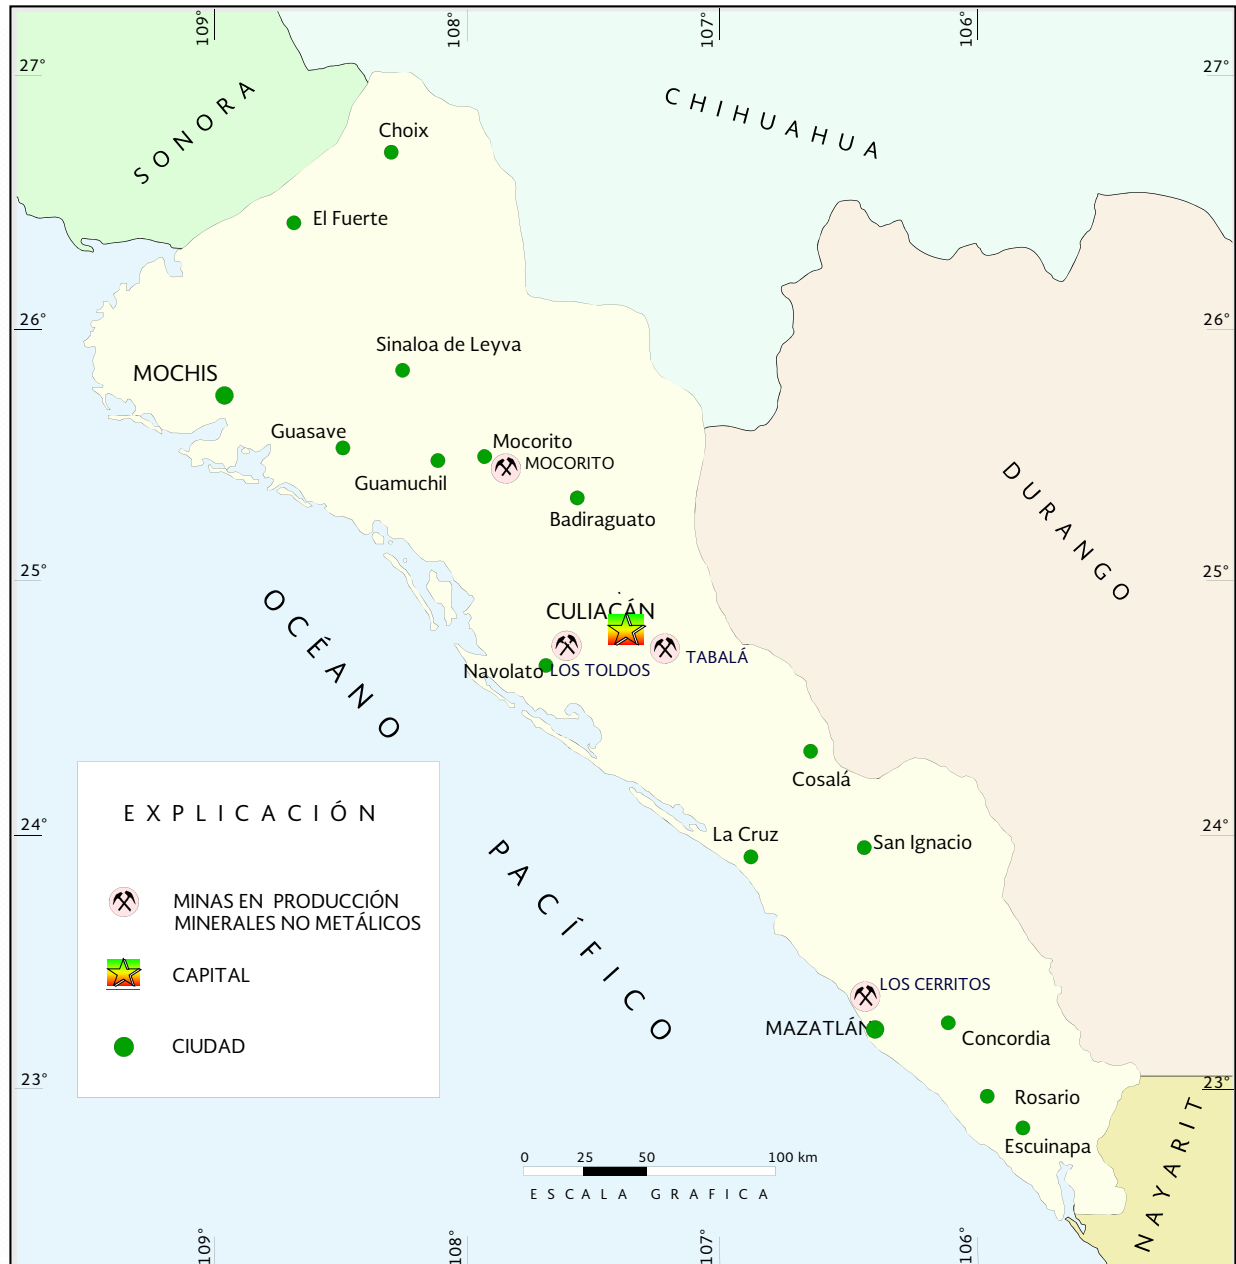 109°
108°
107°
106°
27°
27°
SONORA
CHIHUAHUA
Choix
El Fuerte
26°
26°
Sinaloa de Leyva
MOCHIS
Guasave
Mocorito
MOCORITO
Guamuchil
Badiraguato
DURANGO
25°
25°
OCÉANO
CULIACÁN
TABALÁ
Navolato
LOS TOLDOS
Cosalá
EXPLICACIÓN
24°
24°
La Cruz
San Ignacio
PACÍFICO
MINAS EN PRODUCCIÓN
MINERALES NO METÁLICOS
CAPITAL
LOS CERRITOS
MAZATLÁN
Concordia
CIUDAD
23°
23°
Rosario
NAYARIT
Escuinapa
0 25 50 100 km
ESCALA GRAFICA
109°
108°
107°
106°